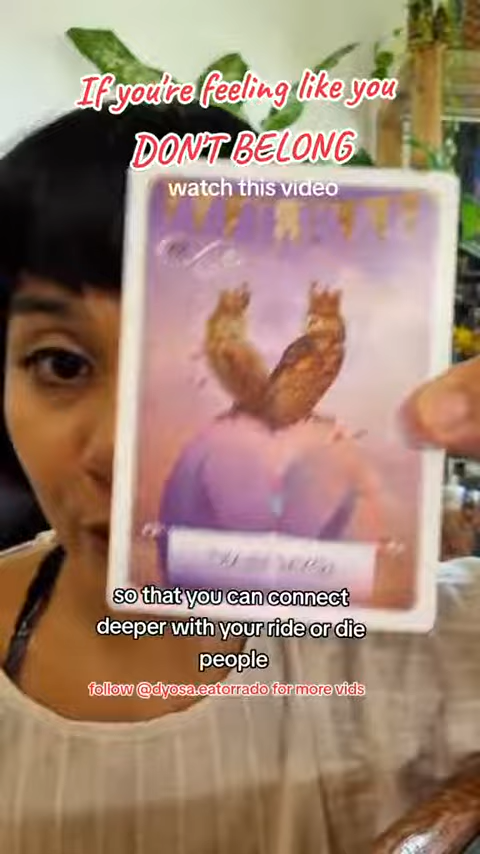 If you're feeling like you
DON'T BELONG
watch this video
so that you can connect
deeper with your ride or die
people
follow @dyosa.eatorrado for more vids